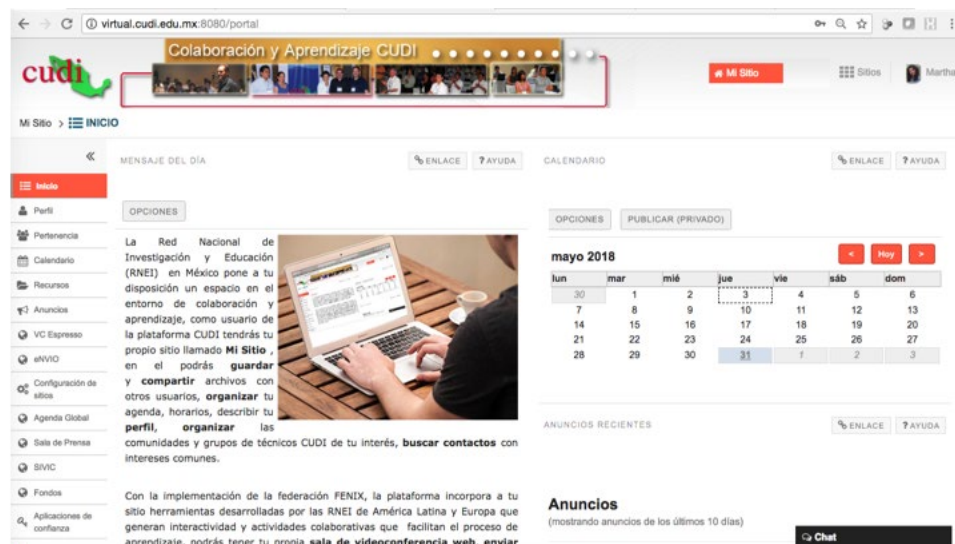 virtual.cudi.edu.mx:8080/portal
cudi
Colaboración y Aprendizaje CUDI
Mi Sitio
Sitios
Martha
Mi Sitio > INICIO
Inicio
Perfil
Pertenencia
Calendario
Recursos
Anuncios
VC Espresso
eNVIO
Configuración de
sitios
Agenda Global
Sala de Prensa
SIVIC
Fondos
Aplicaciones de
confianza
MENSAJE DEL DÍA
ENLACE
? AYUDA
OPCIONES
La Red Nacional de
Investigación y Educación
(RNEI) en México pone a tu
disposición un espacio en el
entorno de colaboración y
aprendizaje, como usuario de
la plataforma CUDI tendrás tu
propio sitio llamado Mi Sitio ,
en el podrás guardar
y compartir archivos con
otros usuarios, organizar tu
agenda, horarios, describir tu
perfil, organizar las
comunidades y grupos de técnicos CUDI de tu interés, buscar contactos con
intereses comunes.
Con la implementación de la federación FENIX, la plataforma incorpora a tu
sitio herramientas desarrolladas por las RNEI de América Latina y Europa que
generan interactividad y actividades colaborativas que facilitan el proceso de
aprendizaje, podrás tener tu propia sala de videoconferencia web, enviar
CALENDARIO
ENLACE
? AYUDA
OPCIONES
PUBLICAR (PRIVADO)
mayo 2018
< Hoy >
lun mar mié jue vie sáb dom
30 1 2 3 4 5 6
7 8 9 10 11 12 13
14 15 16 17 18 19 20
21 22 23 24 25 26 27
28 29 30 31 1 2 3
ANUNCIOS RECIENTES
ENLACE
? AYUDA
Anuncios
(mostrando anuncios de los últimos 10 días)
Chat